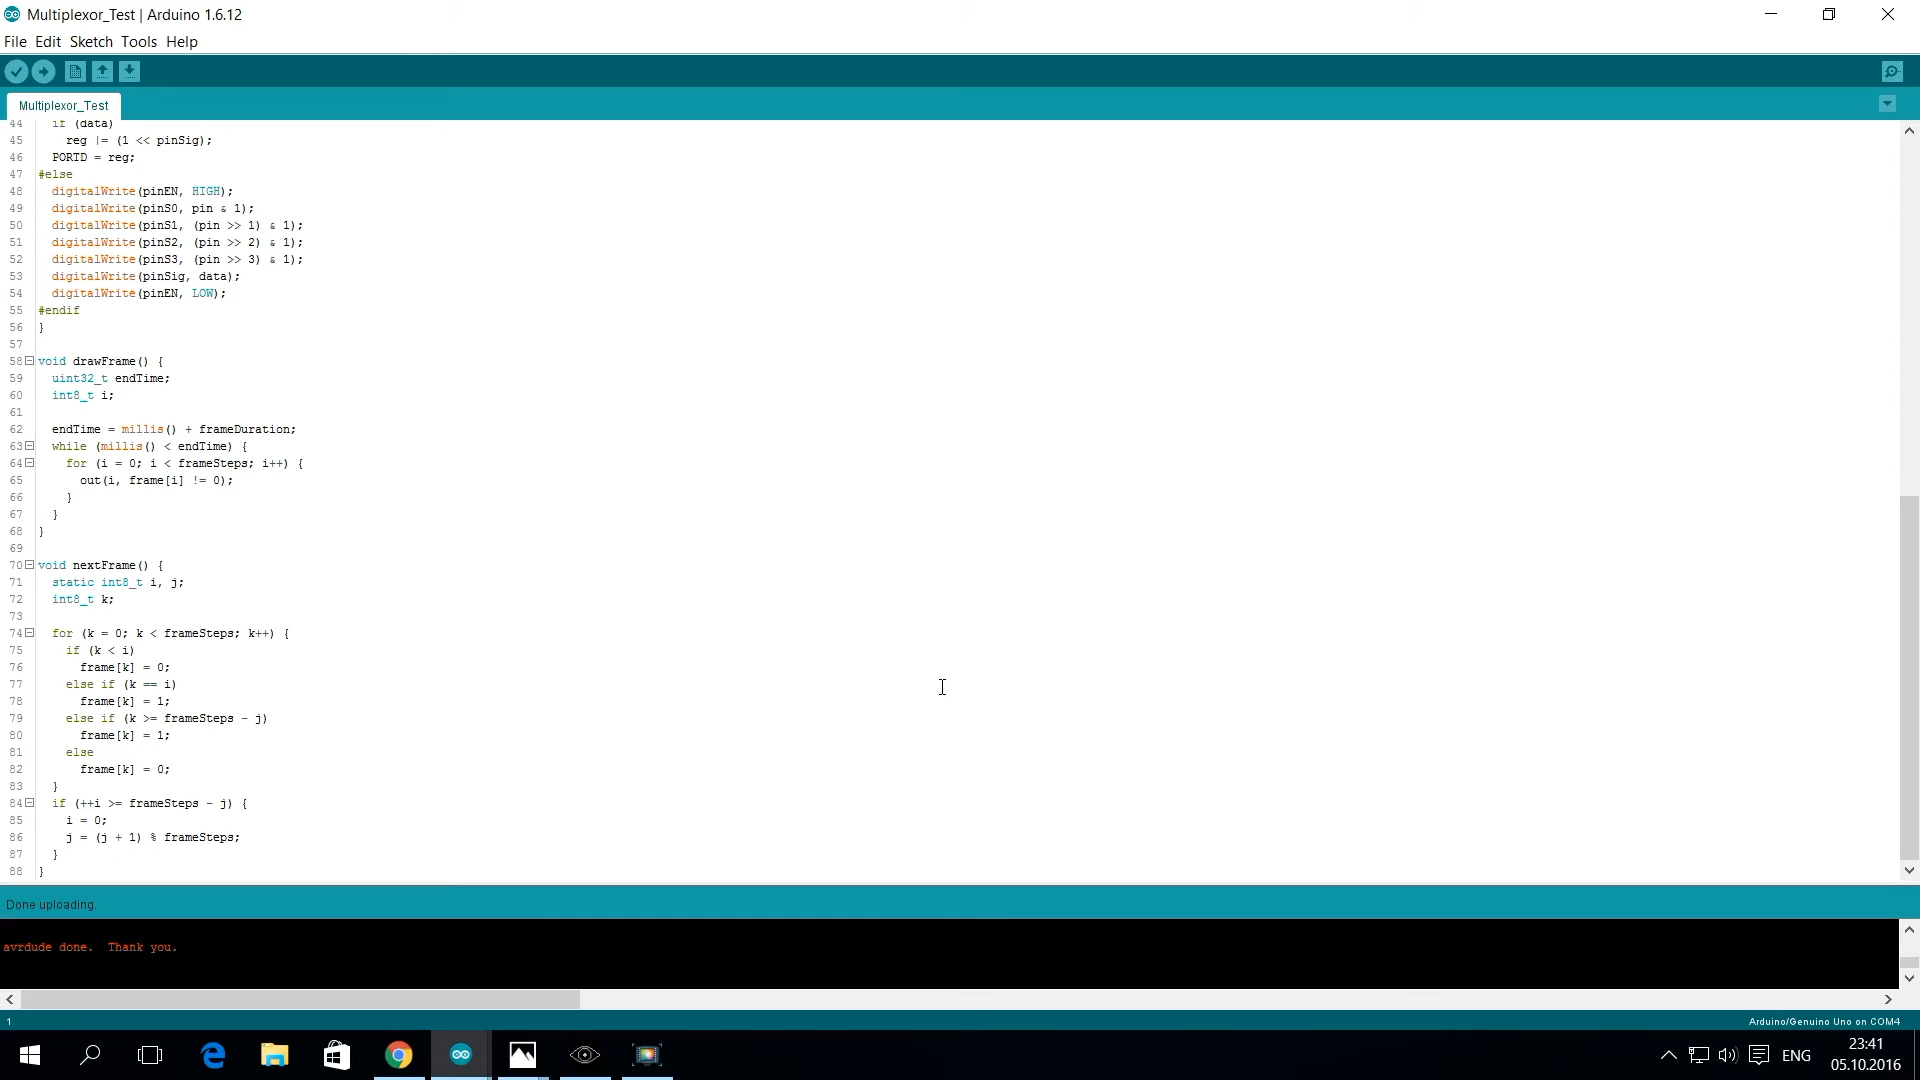 Multiplexor_Test | Arduino 1.6.12
File Edit Sketch Tools Help
Multiplexor_Test
44 if (data)
45 reg |= (1 << pinSig);
46 PORTD = reg;
47 #else
48 digitalWrite(pinEN, HIGH);
49 digitalWrite(pinS0, pin & 1);
50 digitalWrite(pinS1, (pin >> 1) & 1);
51 digitalWrite(pinS2, (pin >> 2) & 1);
52 digitalWrite(pinS3, (pin >> 3) & 1);
53 digitalWrite(pinSig, data);
54 digitalWrite(pinEN, LOW);
55 #endif
56 }
57
58 void drawFrame() {
59 uint32_t endTime;
60 int8_t i;
61
62 endTime = millis() + frameDuration;
63 while (millis() < endTime) {
64 for (i = 0; i < frameSteps; i++) {
65 out(i, frame[i] != 0);
66 }
67 }
68 }
69
70 void nextFrame() {
71 static int8_t i, j;
72 int8_t k;
73
74 for (k = 0; k < frameSteps; k++) {
75 if (k < i)
76 frame[k] = 0;
77 else if (k == i)
78 frame[k] = 1;
79 else if (k >= frameSteps - j)
80 frame[k] = 1;
81 else
82 frame[k] = 0;
83 }
84 if (++i >= frameSteps - j) {
85 i = 0;
86 j = (j + 1) % frameSteps;
87 }
88 }
Done uploading.
avrdude done. Thank you.
1 Arduino/Genuino Uno on COM4
ENG
23:41
05.10.2016